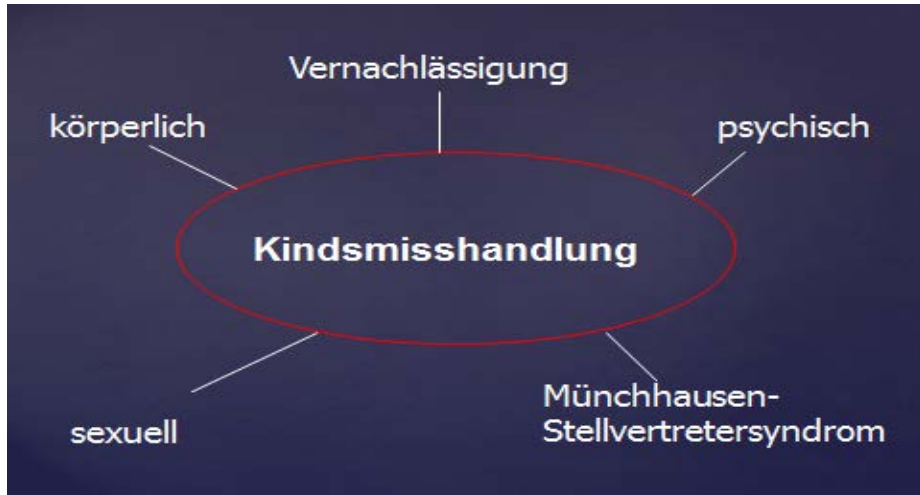 Vernachlässigung
körperlich
psychisch
Kindsmisshandlung
sexuell
Münchhausen-
Stellvertretersyndrom